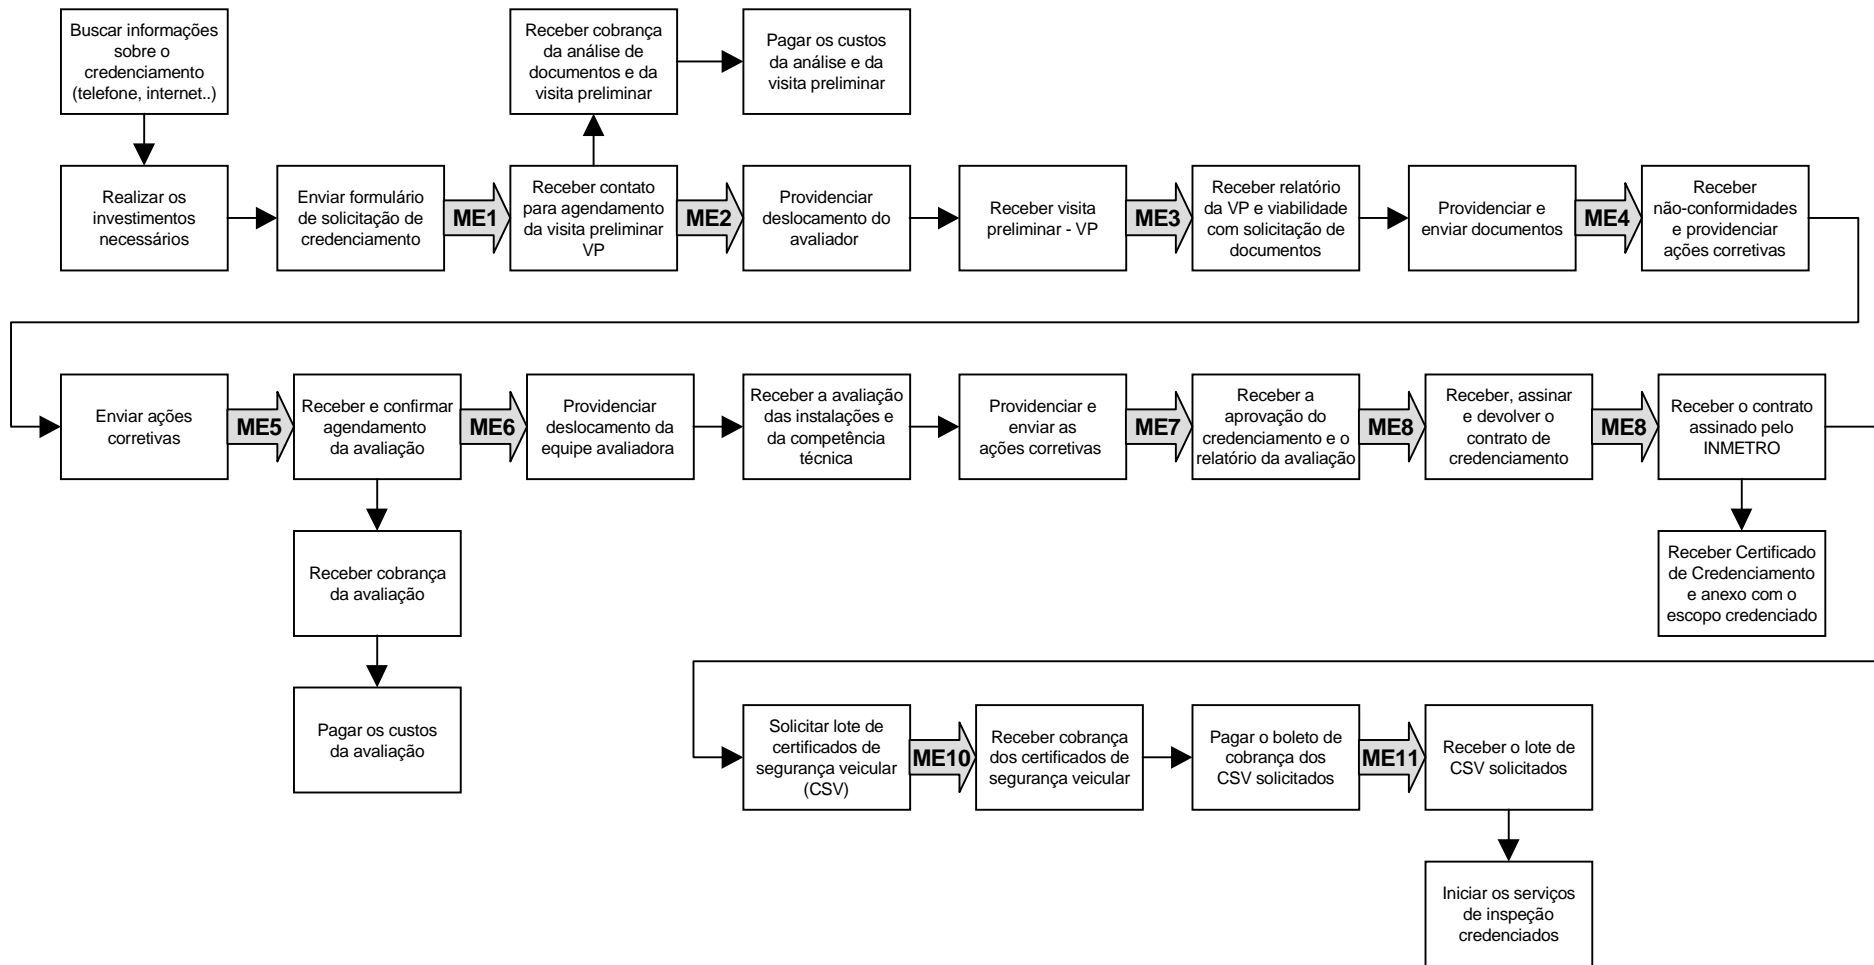 Buscar informações
sobre o
credenciamento
(telefone, internet..)
Receber cobrança
da análise de
documentos e da
visita preliminar
Pagar os custos
da análise e da
visita preliminar
Realizar os
investimentos
necessários
Enviar formulário
de solicitação de
credenciamento
ME1
Receber contato
para agendamento
da visita preliminar
VP
ME2
Providenciar
deslocamento do
avaliador
Receber visita
preliminar - VP
ME3
Receber relatório
da VP e viabilidade
com solicitação de
documentos
Providenciar e
enviar documentos
ME4
Receber
não-conformidades
e providenciar
ações corretivas
Enviar ações
corretivas
ME5
Receber e confirmar
agendamento
da avaliação
ME6
Providenciar
deslocamento da
equipe avaliadora
Receber a avaliação
das instalações e
da competência
técnica
Providenciar e
enviar as
ações corretivas
ME7
Receber a
aprovação do
credenciamento e o
relatório da avaliação
ME8
Receber, assinar
e devolver o
contrato de
credenciamento
ME8
Receber o contrato
assinado pelo
INMETRO
Receber cobrança
da avaliação
Receber Certificado
de Credenciamento
e anexo com o
escopo credenciado
Pagar os custos
da avaliação
Solicitar lote de
certificados de
segurança veicular
(CSV)
ME10
Receber cobrança
dos certificados de
segurança veicular
Pagar o boleto de
cobrança dos
CSV solicitados
ME11
Receber o lote de
CSV solicitados
Iniciar os serviços
de inspeção
credenciados